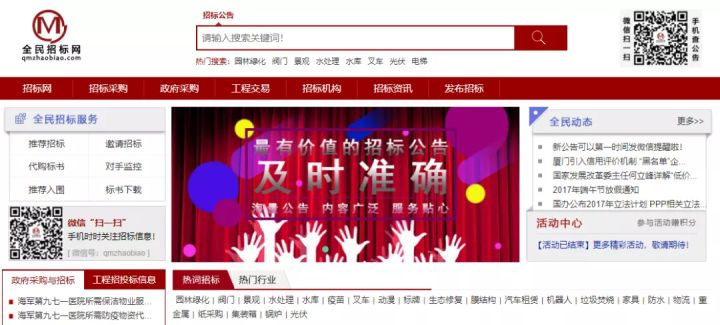 全民招标网
qmzhaobiao.com
招标公告
请输入搜索关键词!
热门搜索: 园林绿化 阀门 景观 水处理 水库 叉车 光伏 电梯
微信扫一扫
手机查公告
招标网 招标采购 政府采购 工程交易 招标机构 招标资讯 发布招标
全民招标服务
推荐招标 邀请招标
代购标书 对手监控
推荐入围 标书下载
微信“扫一扫”
手机时时关注招标信息!
[微信号: qmzhaobiao]
最有价值的招标公告
及时准确
海量公告 内容广泛 服务贴心
全民动态 更多>>
新公告可以第一时间发微信提醒啦!
厦门引入信用评价机制 “黑名单”企...
国家发展改革委主任何立峰详解“低价...
2017年端午节放假通知
国办公布2017年立法计划 PPP相关立法...
活动中心 参与活动赚积分
【活动已结束】更多精彩活动，敬请期待!
政府采购与招标 工程招投标信息
海军第九七一医院所需保洁物业服...
海军第九七一医院所需防疫物资代...
热词招标 热门行业
园林绿化 | 阀门 | 景观 | 水处理 | 水库 | 疫苗 | 叉车 | 动漫 | 标牌 | 生态修复 | 膜结构 | 汽车租赁 | 机器人 | 垃圾焚烧 | 家具 | 防水 | 物流 | 重
金属 | 纸采购 | 集装箱 | 锅炉 | 光伏